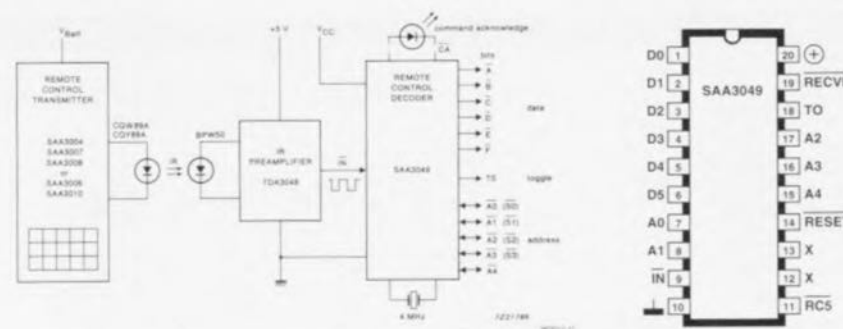 VBatt
REMOTE
CONTROL
TRANSMITTER
SAA3004
SAA3007
SAA3008
or
SAA3006
SAA3010
CQW89A
CQY89A
IR
BPW50
+5 V
IR
PREAMPLIFIER
TDA3048
VCC
command acknowledge
CA
REMOTE
CONTROL
DECODER
SAA3049
bits
A
B
C
D
E
F
data
TO
toggle
A0 (S0)
A1 (S1)
A2 (S2)
A3 (S3)
A4
address
4 MHz
D0 1
D1 2
D2 3
D3 4
D4 5
D5 6
A0 7
A1 8
IN 9
10
SAA3049
20 +
19 RECVI
18 TO
17 A2
16 A3
15 A4
14 RESET
13 X
12 X
11 RC5